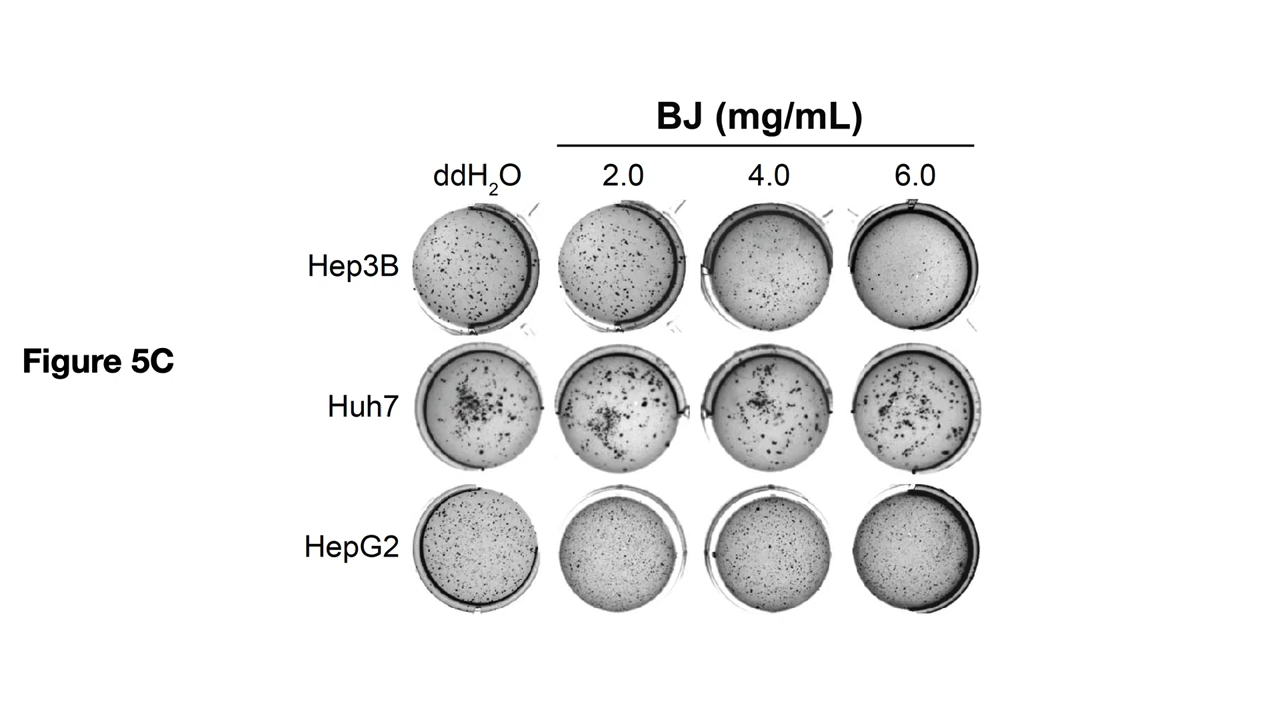 BJ (mg/mL)
ddH₂O 2.0 4.0 6.0
Hep3B
Figure 5C
Huh7
HepG2